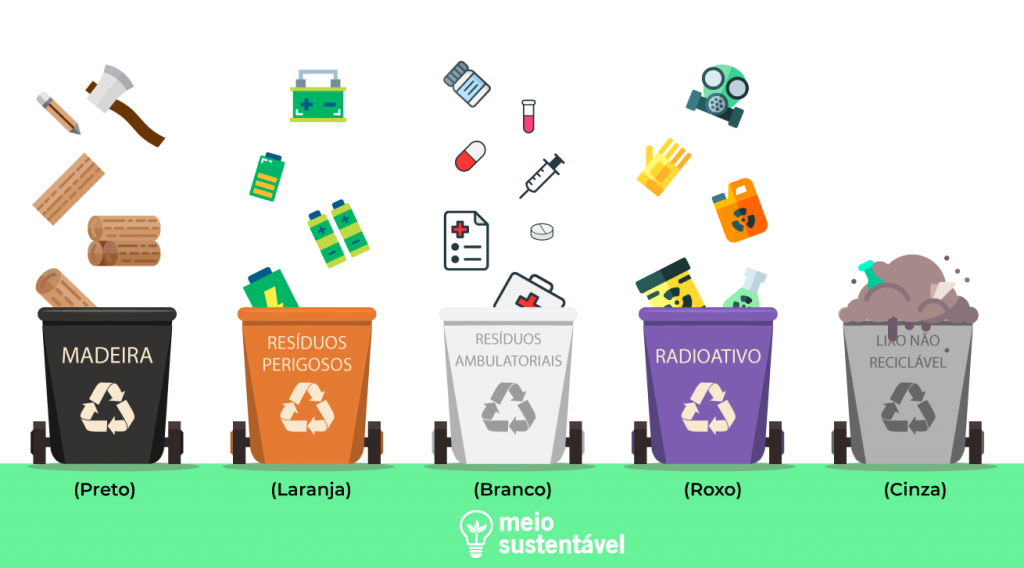 MADEIRA
RESÍDUOS
PERIGOSOS
RESÍDUOS
AMBULATORIAIS
RADIOATIVO
LIXO NÃO
RECICLÁVEL
(Preto)
(Laranja)
(Branco)
(Roxo)
(Cinza)
meio
sustentável